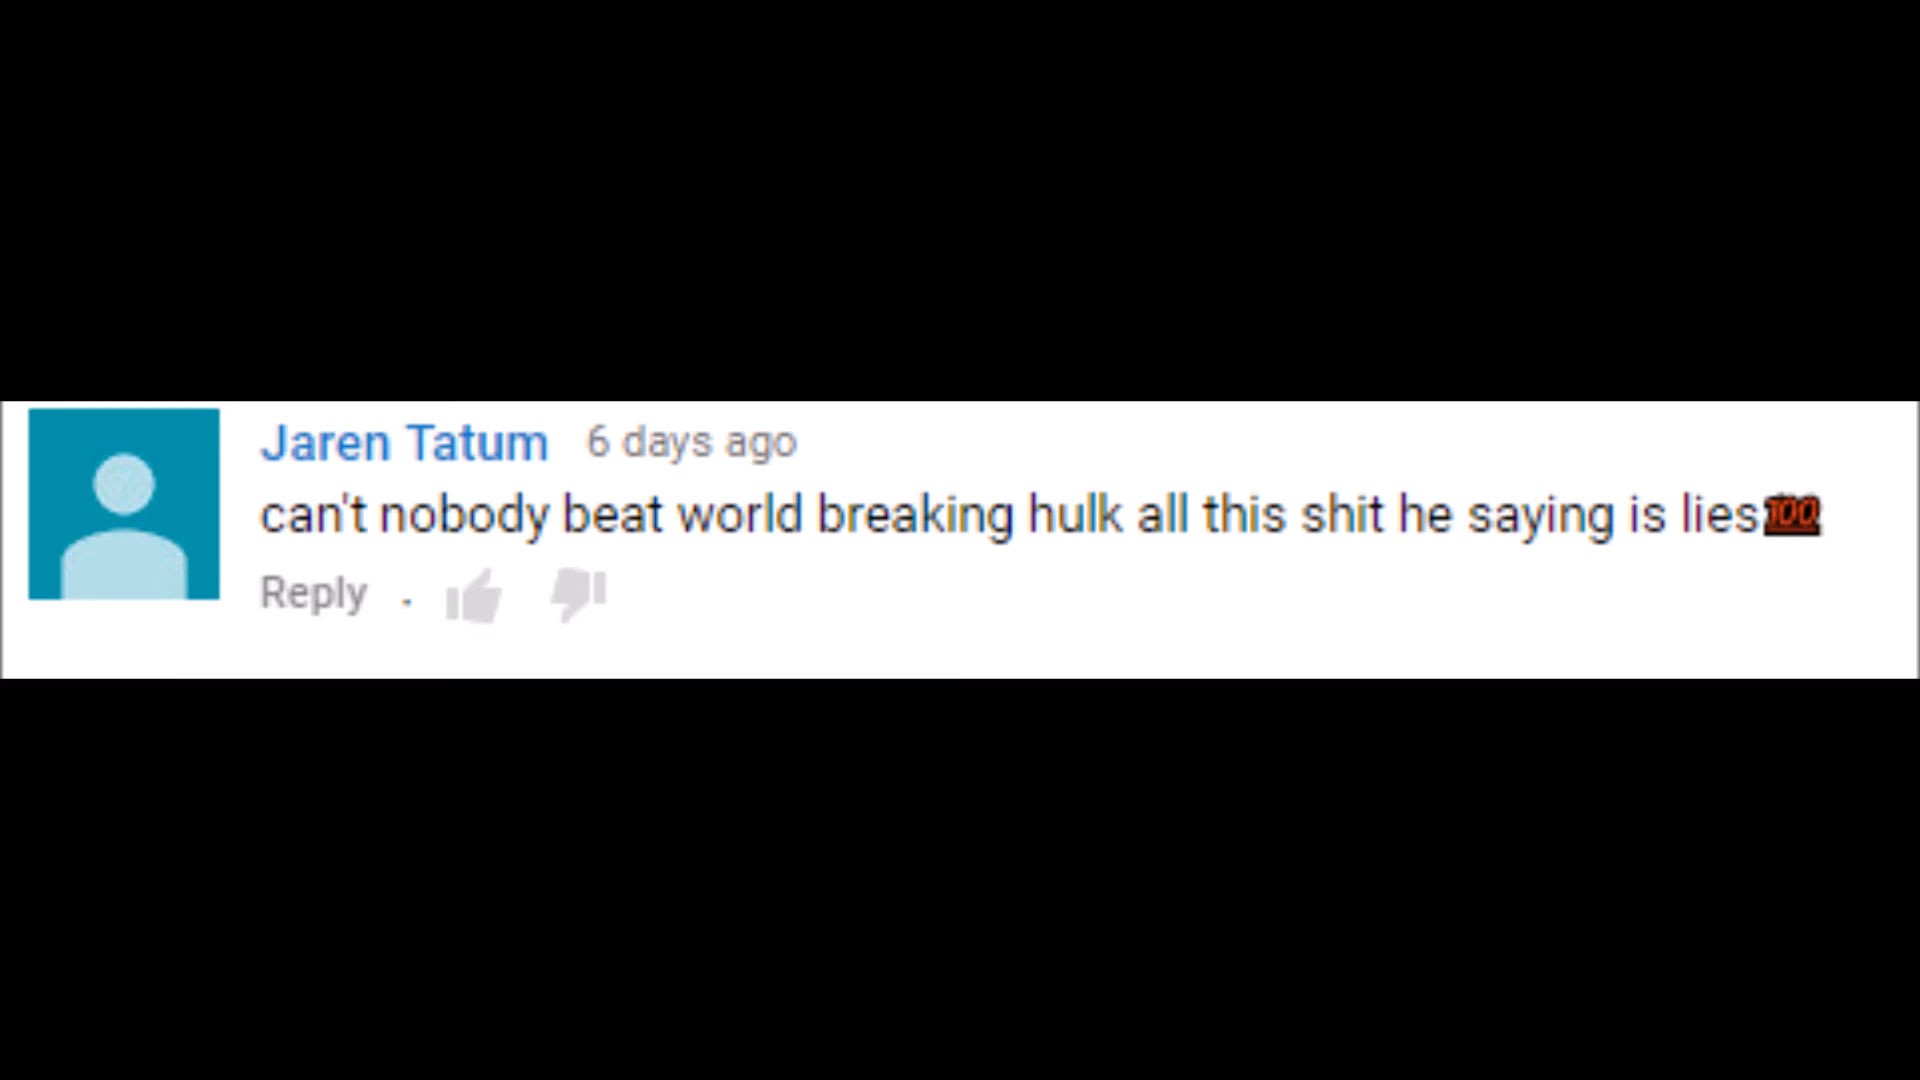 Jaren Tatum 6 days ago
can't nobody beat world breaking hulk all this shit he saying is lies💯
Reply .